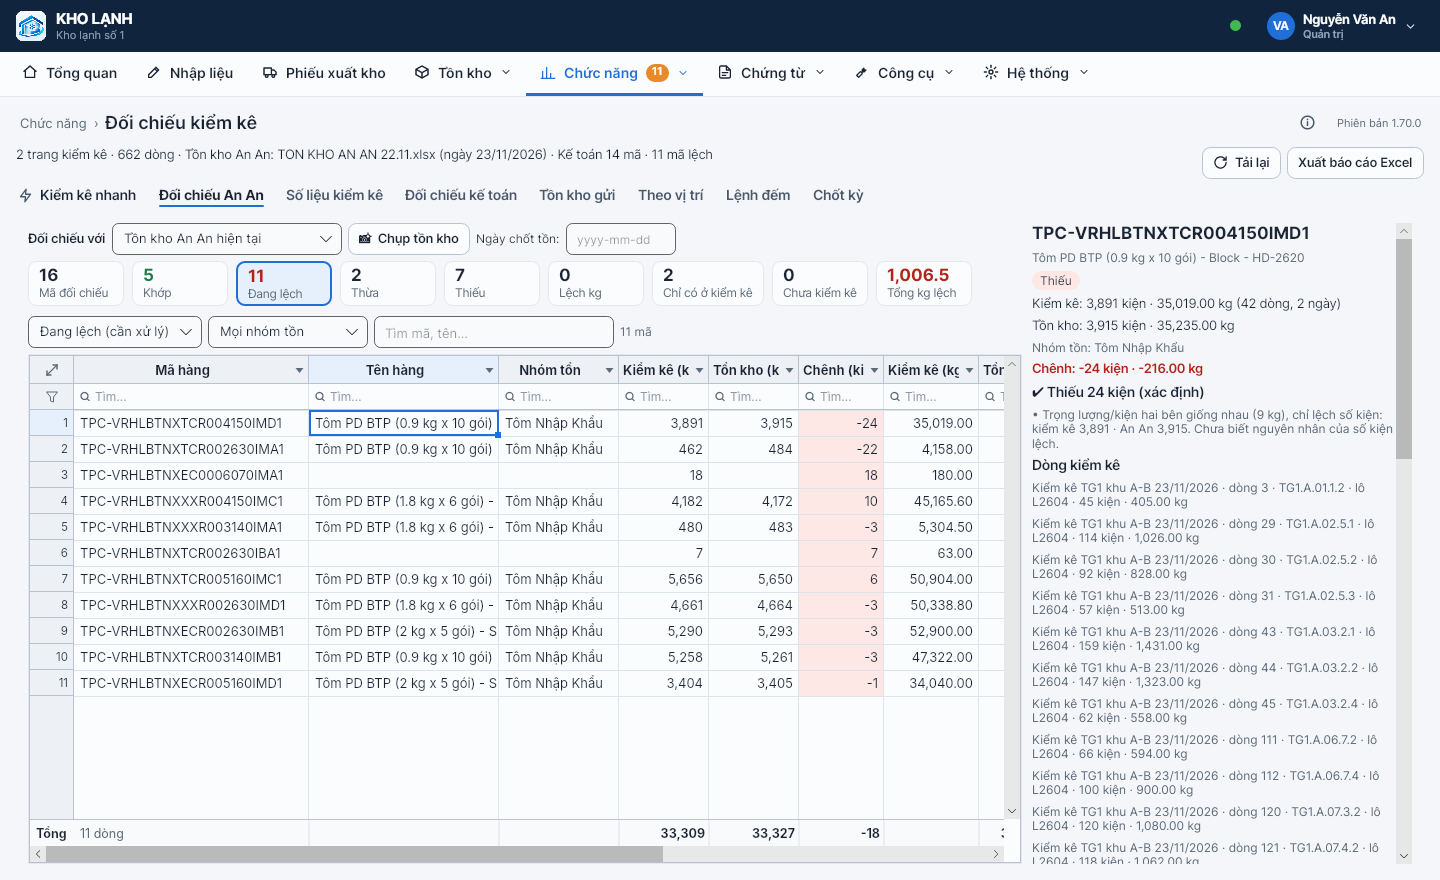 KHO LẠNH
Kho lạnh số 1
VA
Nguyễn Văn An
Quản trị
Tổng quan
Nhập liệu
Phiếu xuất kho
Tồn kho
Chức năng 11
Chứng từ
Công cụ
Hệ thống
Chức năng › Đối chiếu kiểm kê
Phiên bản 1.70.0
2 trang kiểm kê · 662 dòng · Tồn kho An An: TON KHO AN AN 22.11.xlsx (ngày 23/11/2026) · Kế toán 14 mã · 11 mã lệch
Tải lại
Xuất báo cáo Excel
Kiểm kê nhanh
Đối chiếu An An
Số liệu kiểm kê
Đối chiếu kế toán
Tồn kho gửi
Theo vị trí
Lệnh đếm
Chốt kỳ
Đối chiếu với
Tồn kho An An hiện tại
Chụp tồn kho
Ngày chốt tồn:
yyyy-mm-dd
16 Mã đối chiếu
5 Khớp
11 Đang lệch
2 Thừa
7 Thiếu
0 Lệch kg
2 Chỉ có ở kiểm kê
0 Chưa kiểm kê
1,006.5 Tổng kg lệch
Đang lệch (cần xử lý)
Mọi nhóm tồn
Tìm mã, tên...
11 mã
Mã hàng Tên hàng Nhóm tồn Kiểm kê (k Tồn kho (k Chênh (ki Kiểm kê (kg Tồn
Tìm... Tìm... Tìm... Tìm... Tìm... Tìm... Tìm...
1 TPC-VRHLBTNXTCR004150IMD1 Tôm PD BTP (0.9 kg x 10 gói) Tôm Nhập Khẩu 3,891 3,915 -24 35,019.00
2 TPC-VRHLBTNXTCR002630IMA1 Tôm PD BTP (0.9 kg x 10 gói) Tôm Nhập Khẩu 462 484 -22 4,158.00
3 TPC-VRHLBTNXEC0006070IMA1 18 18 180.00
4 TPC-VRHLBTNXXXR004150IMC1 Tôm PD BTP (1.8 kg x 6 gói) - Tôm Nhập Khẩu 4,182 4,172 10 45,165.60
5 TPC-VRHLBTNXXXR003140IMA1 Tôm PD BTP (1.8 kg x 6 gói) - Tôm Nhập Khẩu 480 483 -3 5,304.50
6 TPC-VRHLBTNXTCR002630IBA1 7 7 63.00
7 TPC-VRHLBTNXTCR005160IMC1 Tôm PD BTP (0.9 kg x 10 gói) Tôm Nhập Khẩu 5,656 5,650 6 50,904.00
8 TPC-VRHLBTNXXXR002630IMD1 Tôm PD BTP (1.8 kg x 6 gói) - Tôm Nhập Khẩu 4,661 4,664 -3 50,338.80
9 TPC-VRHLBTNXECR002630IMB1 Tôm PD BTP (2 kg x 5 gói) - S Tôm Nhập Khẩu 5,290 5,293 -3 52,900.00
10 TPC-VRHLBTNXTCR003140IMB1 Tôm PD BTP (0.9 kg x 10 gói) Tôm Nhập Khẩu 5,258 5,261 -3 47,322.00
11 TPC-VRHLBTNXECR005160IMD1 Tôm PD BTP (2 kg x 5 gói) - S Tôm Nhập Khẩu 3,404 3,405 -1 34,040.00
Tổng 11 dòng 33,309 33,327 -18
TPC-VRHLBTNXTCR004150IMD1
Tôm PD BTP (0.9 kg x 10 gói) - Block - HD-2620
Thiếu
Kiểm kê: 3,891 kiện · 35,019.00 kg (42 dòng, 2 ngày)
Tồn kho: 3,915 kiện · 35,235.00 kg
Nhóm tồn: Tôm Nhập Khẩu
Chênh: -24 kiện · -216.00 kg
✔ Thiếu 24 kiện (xác định)
• Trọng lượng/kiện hai bên giống nhau (9 kg), chỉ lệch số kiện:
kiểm kê 3,891 · An An 3,915. Chưa biết nguyên nhân của số kiện
lệch.
Dòng kiểm kê
Kiểm kê TG1 khu A-B 23/11/2026 · dòng 3 · TG1.A.01.1.2 · lô
L2604 · 45 kiện · 405.00 kg
Kiểm kê TG1 khu A-B 23/11/2026 · dòng 29 · TG1.A.02.5.1 · lô
L2604 · 114 kiện · 1,026.00 kg
Kiểm kê TG1 khu A-B 23/11/2026 · dòng 30 · TG1.A.02.5.2 · lô
L2604 · 92 kiện · 828.00 kg
Kiểm kê TG1 khu A-B 23/11/2026 · dòng 31 · TG1.A.02.5.3 · lô
L2604 · 57 kiện · 513.00 kg
Kiểm kê TG1 khu A-B 23/11/2026 · dòng 43 · TG1.A.03.2.1 · lô
L2604 · 159 kiện · 1,431.00 kg
Kiểm kê TG1 khu A-B 23/11/2026 · dòng 44 · TG1.A.03.2.2 · lô
L2604 · 147 kiện · 1,323.00 kg
Kiểm kê TG1 khu A-B 23/11/2026 · dòng 45 · TG1.A.03.2.4 · lô
L2604 · 62 kiện · 558.00 kg
Kiểm kê TG1 khu A-B 23/11/2026 · dòng 111 · TG1.A.06.7.2 · lô
L2604 · 66 kiện · 594.00 kg
Kiểm kê TG1 khu A-B 23/11/2026 · dòng 112 · TG1.A.06.7.4 · lô
L2604 · 100 kiện · 900.00 kg
Kiểm kê TG1 khu A-B 23/11/2026 · dòng 120 · TG1.A.07.3.2 · lô
L2604 · 120 kiện · 1,080.00 kg
Kiểm kê TG1 khu A-B 23/11/2026 · dòng 121 · TG1.A.07.4.2 · lô
L2604 · 118 kiện · 1,062.00 kg